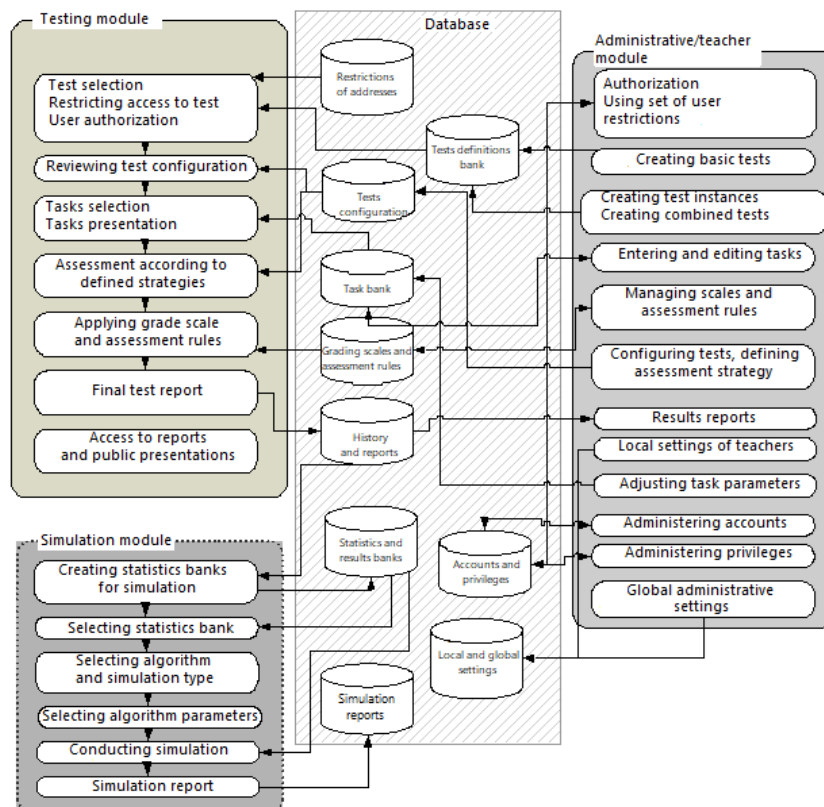 Testing module
Test selection
Restricting access to test
User authorization
Reviewing test configuration
Tasks selection
Tasks presentation
Assessment according to
defined strategies
Applying grade scale
and assessment rules
Final test report
Access to reports
and public presentations
Simulation module
Creating statistics banks
for simulation
Selecting statistics bank
Selecting algorithm
and simulation type
Selecting algorithm parameters
Conducting simulation
Simulation report
Database
Restrictions
of addresses
Tests definitions
bank
Tests
configuration
Task bank
Grading scales and
assessment rules
History
and reports
Statistics and
results banks
Accounts and
privileges
Local and global
settings
Simulation
reports
Administrative/teacher
module
Authorization
Using set of user
restrictions
Creating basic tests
Creating test instances
Creating combined tests
Entering and editing tasks
Managing scales and
assessment rules
Configuring tests, defining
assessment strategy
Results reports
Local settings of teachers
Adjusting task parameters
Administering accounts
Administering privileges
Global administrative
settings